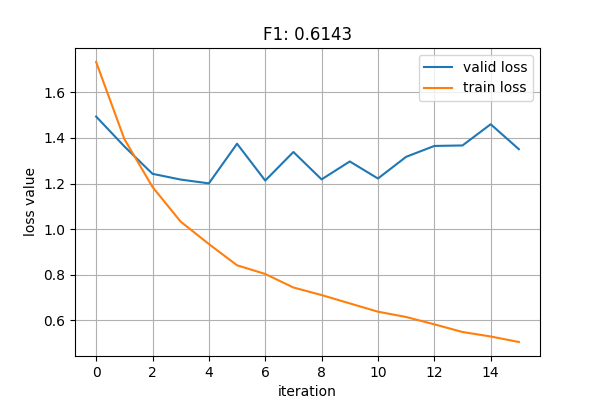 F1: 0.6143
valid loss
train loss
loss value
1.6
1.4
1.2
1.0
0.8
0.6
0 2 4 6 8 10 12 14
iteration